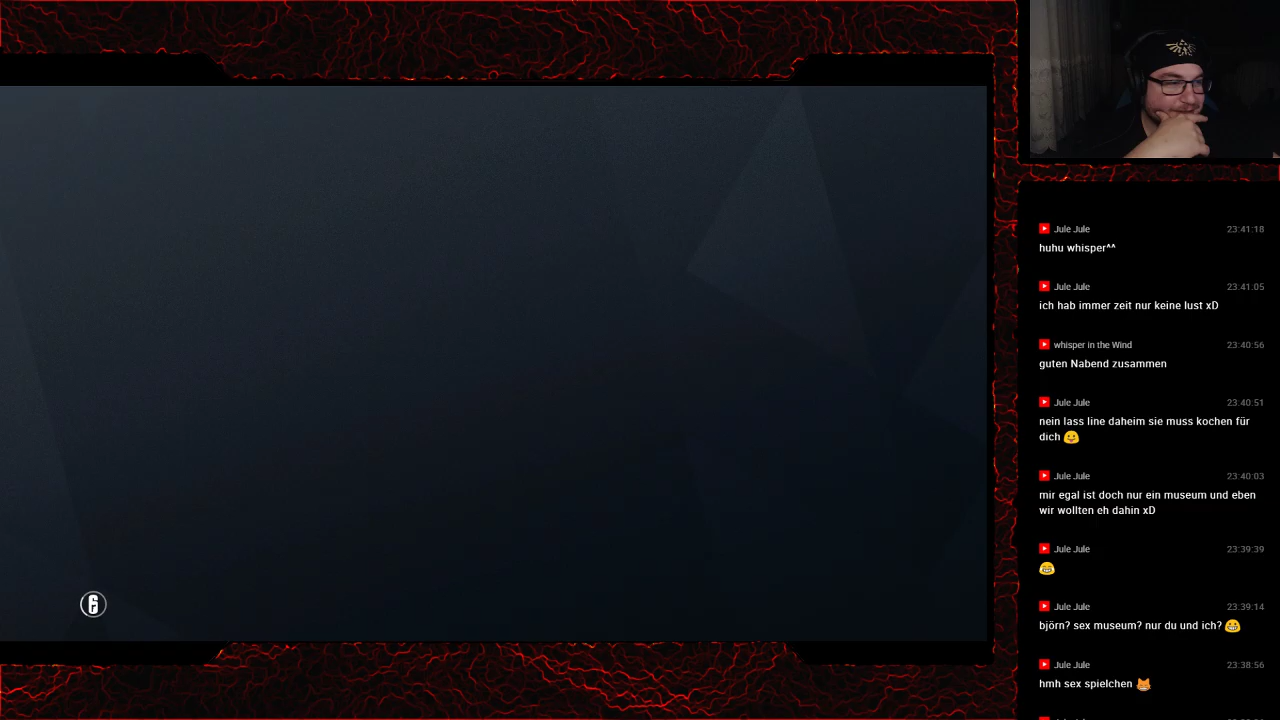 6
Jule Jule 23:41:18
huhu whisper^^
Jule Jule 23:41:05
ich hab immer zeit nur keine lust xD
whisper in the Wind 23:40:56
guten Nabend zusammen
Jule Jule 23:40:51
nein lass line daheim sie muss kochen für
dich 😛
Jule Jule 23:40:03
mir egal ist doch nur ein museum und eben
wir wollten eh dahin xD
Jule Jule 23:39:39
😂
Jule Jule 23:39:14
björn? sex museum? nur du und ich? 😁
Jule Jule 23:38:56
hmh sex spielchen 😸